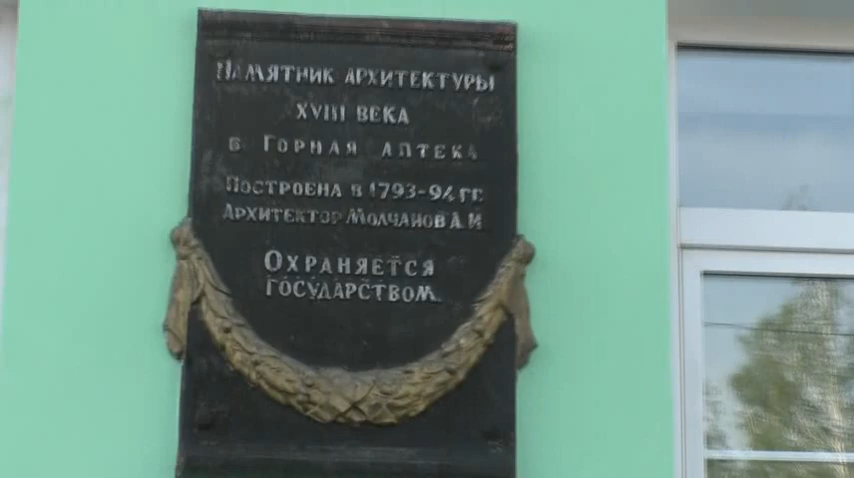 Памятник архитектуры
XVIII века
в Горная аптека
Построена в 1793-94 гг.
Архитектор Молчанов А.И.
Охраняется
государством.